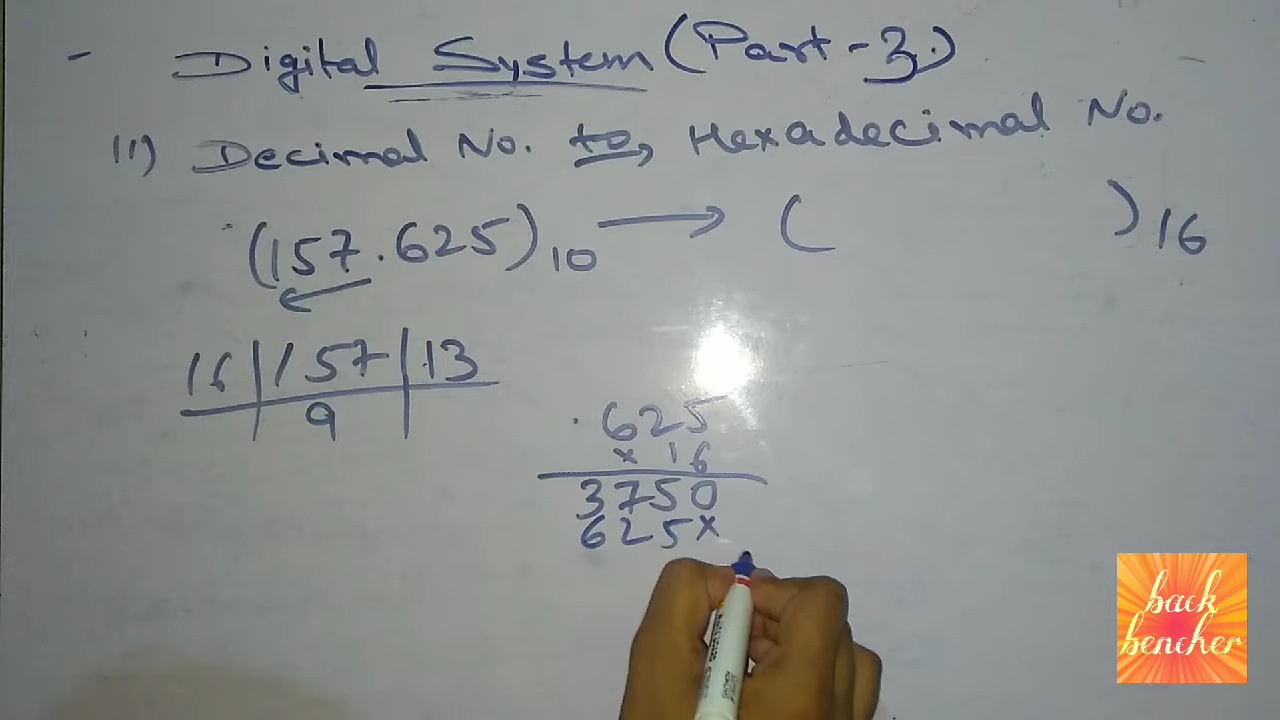 - Digital System (Part-3.)
11) Decimal No. to, Hexadecimal No.
(157.625)10 → ( )16
16 | 157 | 13
9
.625
× 16
3750
625×
back
bencher